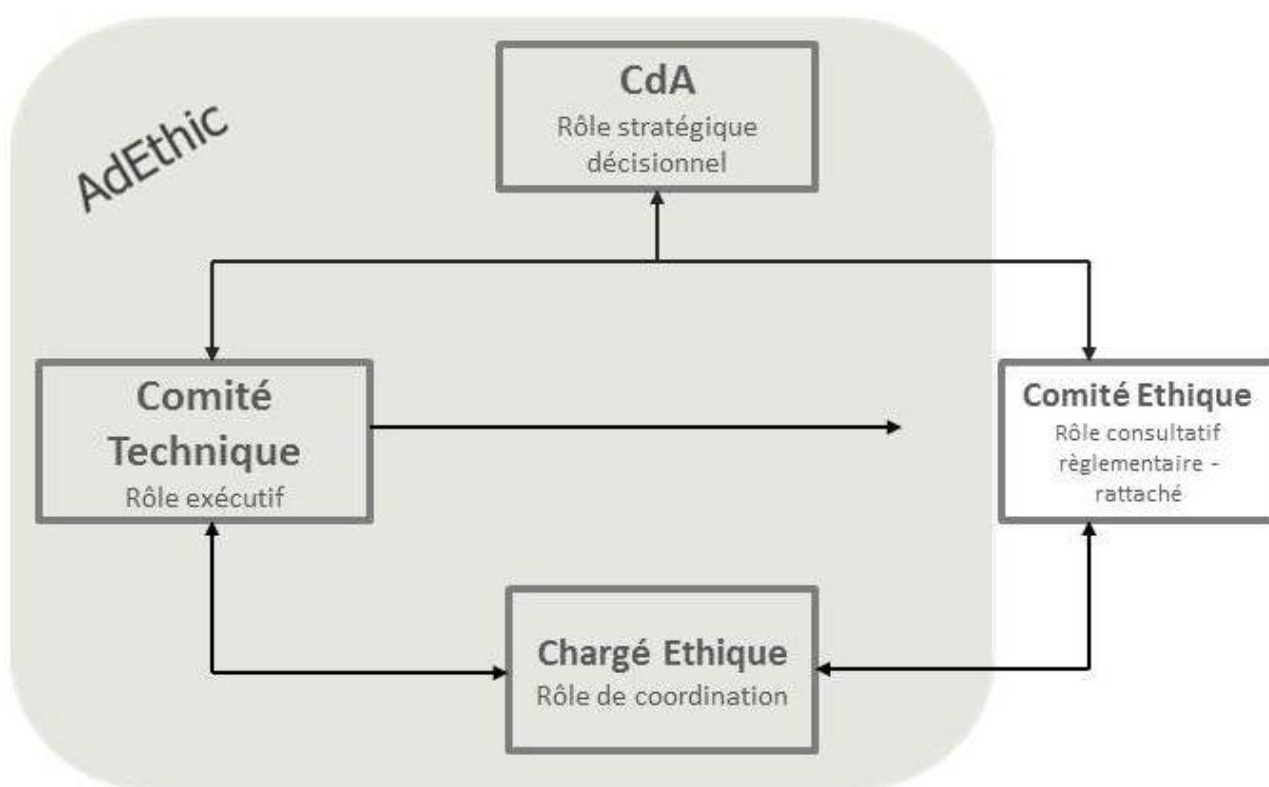 AdEthic
CdA
Rôle stratégique
décisionnel
Comité
Technique
Rôle exécutif
Comité Ethique
Rôle consultatif
règlementaire -
rattaché
Chargé Ethique
Rôle de coordination